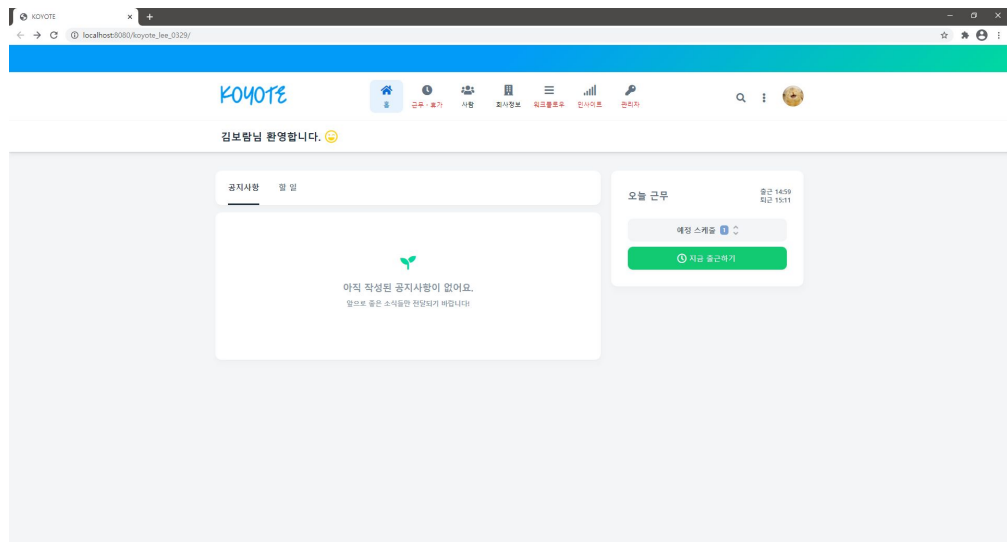 KOYOTE
localhost:8080/koyote_lee_0329/
KOYOTE
홈
근무 · 휴가
사람
회사정보
워크플로우
인사이트
관리자
김보람님 환영합니다.
공지사항 할 일
아직 작성된 공지사항이 없어요.
앞으로 좋은 소식들만 전달되기 바랍니다!
오늘 근무
출근 14:59
퇴근 15:11
예정 스케줄 1
지금 출근하기